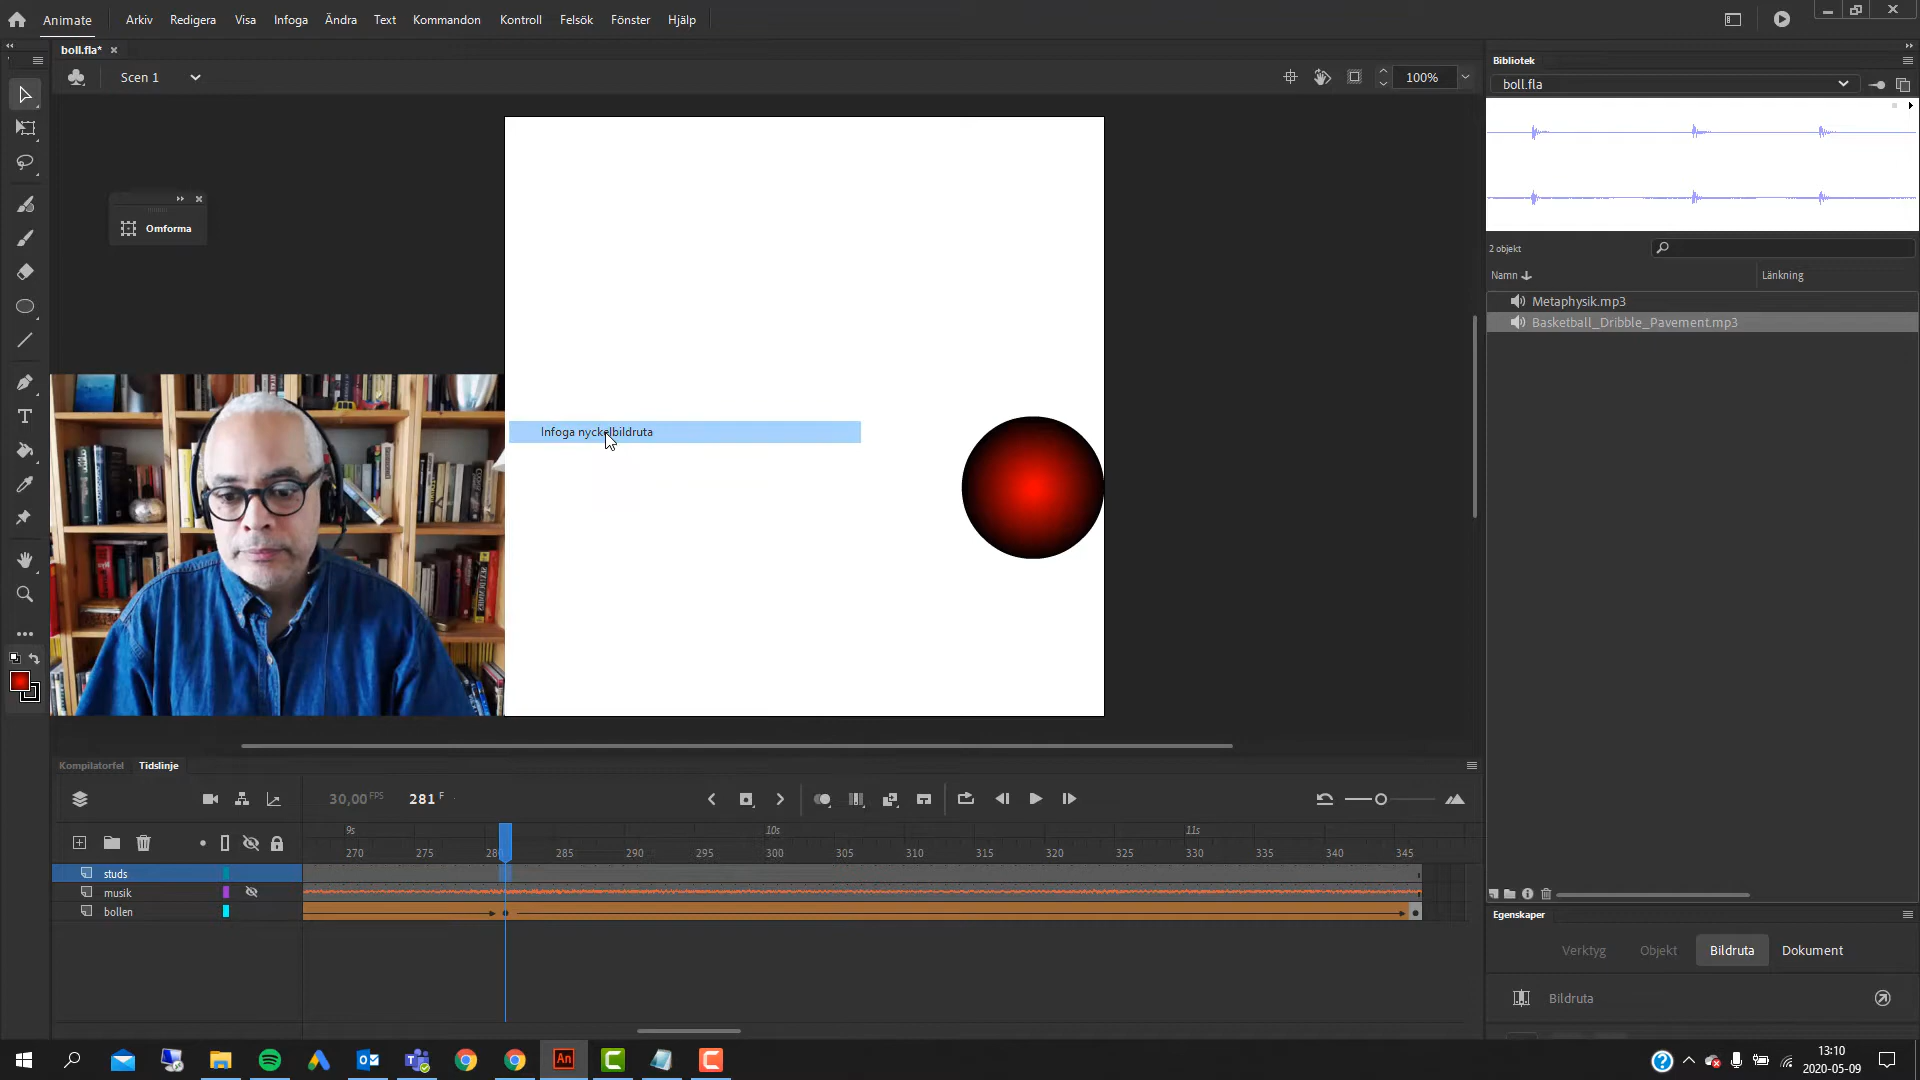 Animate
Arkiv
Redigera
Visa
Infoga
Ändra
Text
Kommandon
Kontroll
Felsök
Fönster
Hjälp
boll.fla*
Scen 1
100%
Omforma
Infoga nyckelbildruta
Bibliotek
boll.fla
2 objekt
Namn
Länkning
Metaphysik.mp3
Basketball_Dribble_Pavement.mp3
Kompilatorfel
Tidslinje
30,00 FPS
281 F
9s
10s
11s
270
275
280
285
290
295
300
305
310
315
320
325
330
335
340
345
studs
musik
bollen
Egenskaper
Verktyg
Objekt
Bildruta
Dokument
Bildruta
An
13:10
2020-05-09